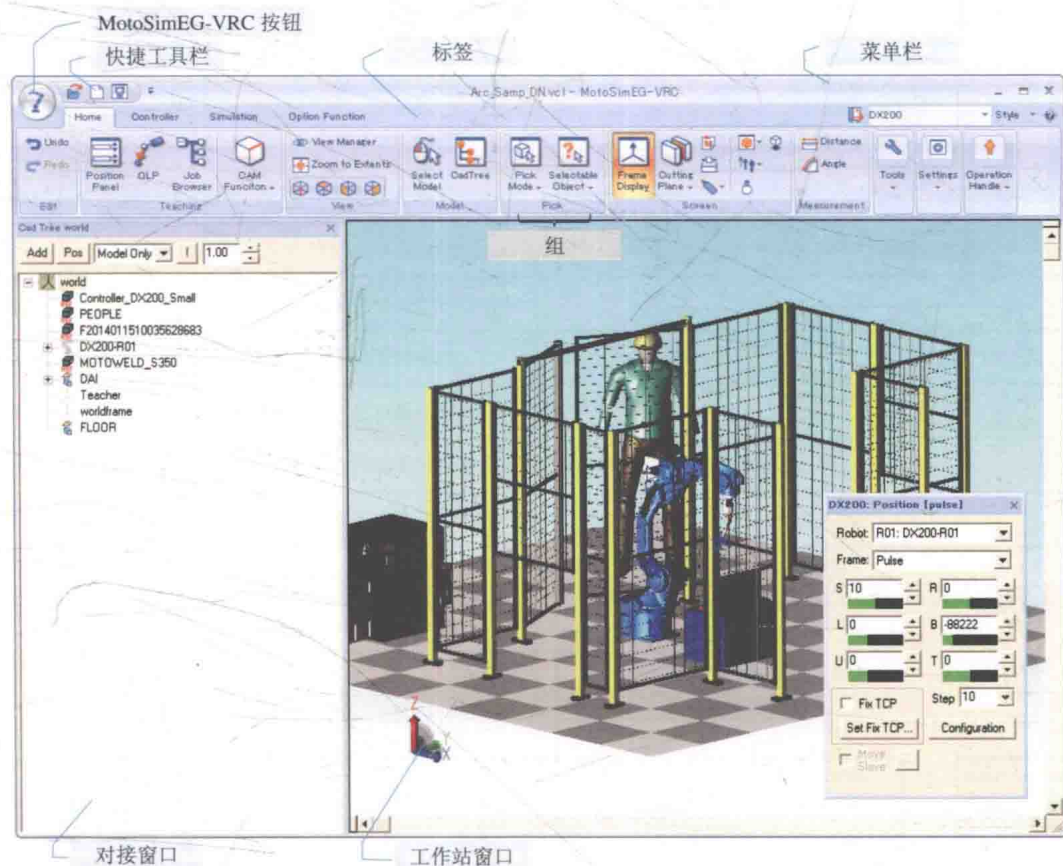 MotoSimEG-VRC 按钮
快捷工具栏
标签
菜单栏
Arc_Samp_DN.vcl - MotoSimEG-VRC
Home Controller Simulation Option Function
DX200 Style
Undo
Redo
Edit
Position Panel
OLP
Job Browser
CAM Funciton
Teaching
View Manager
Zoom to Extents
View
Select Model
CadTree
Model
Pick Mode
Selectable Object
Pick
Frame Display
Cutting Plane
Screen
Distance
Angle
Measurement
Tools
Settings
Operation Handle
组
Cad Tree world
Add Pos Model Only I 1.00
world
Controller_DX200_Small
PEOPLE
F2014011510035628683
DX200-R01
MOTOWELD_S350
DAI
Teacher
worldframe
FLOOR
DX200: Position [pulse]
Robot: R01: DX200-R01
Frame: Pulse
S 10 R 0
L 0 B -88222
U 0 T 0
Fix TCP Step 10
Set Fix TCP... Configuration
Move Slave
Z
Y
X
对接窗口
工作站窗口